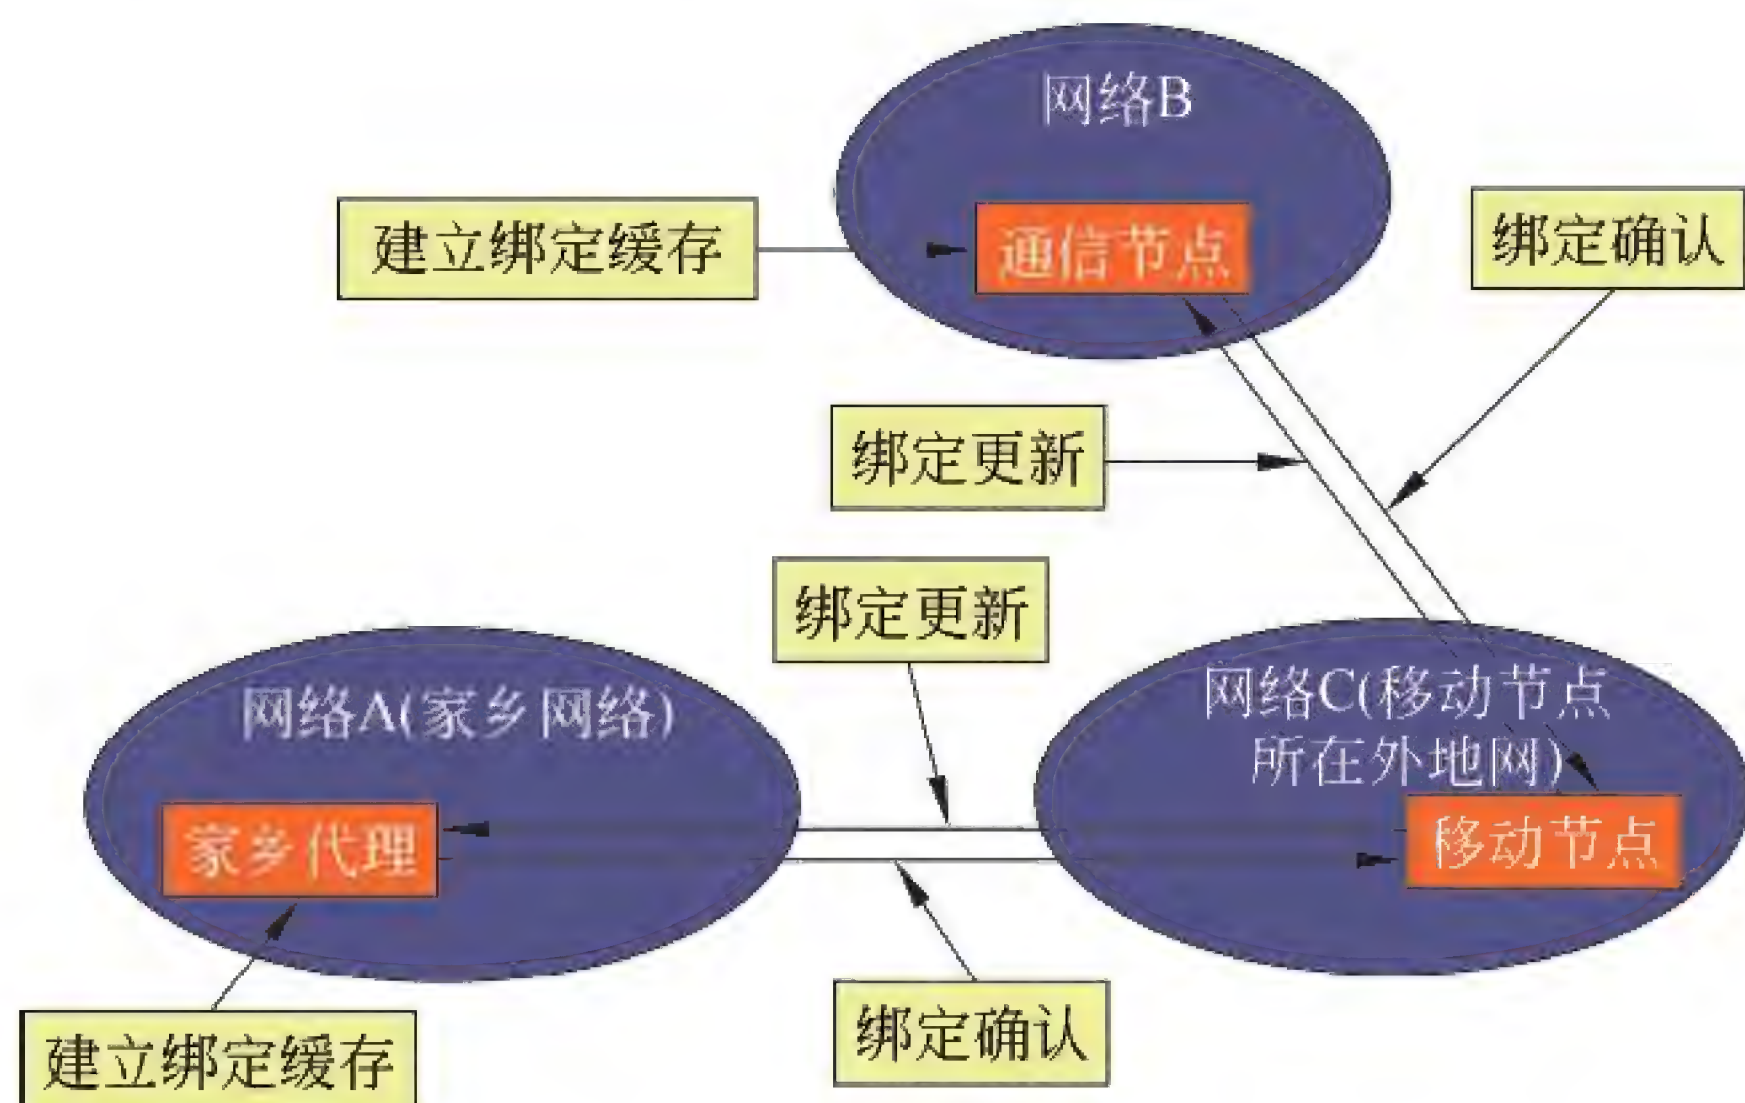 网络B
建立绑定缓存
通信节点
绑定确认
绑定更新
绑定更新
网络A(家乡网络)
网络C(移动节点
所在外地网)
家乡代理
移动节点
绑定确认
建立绑定缓存